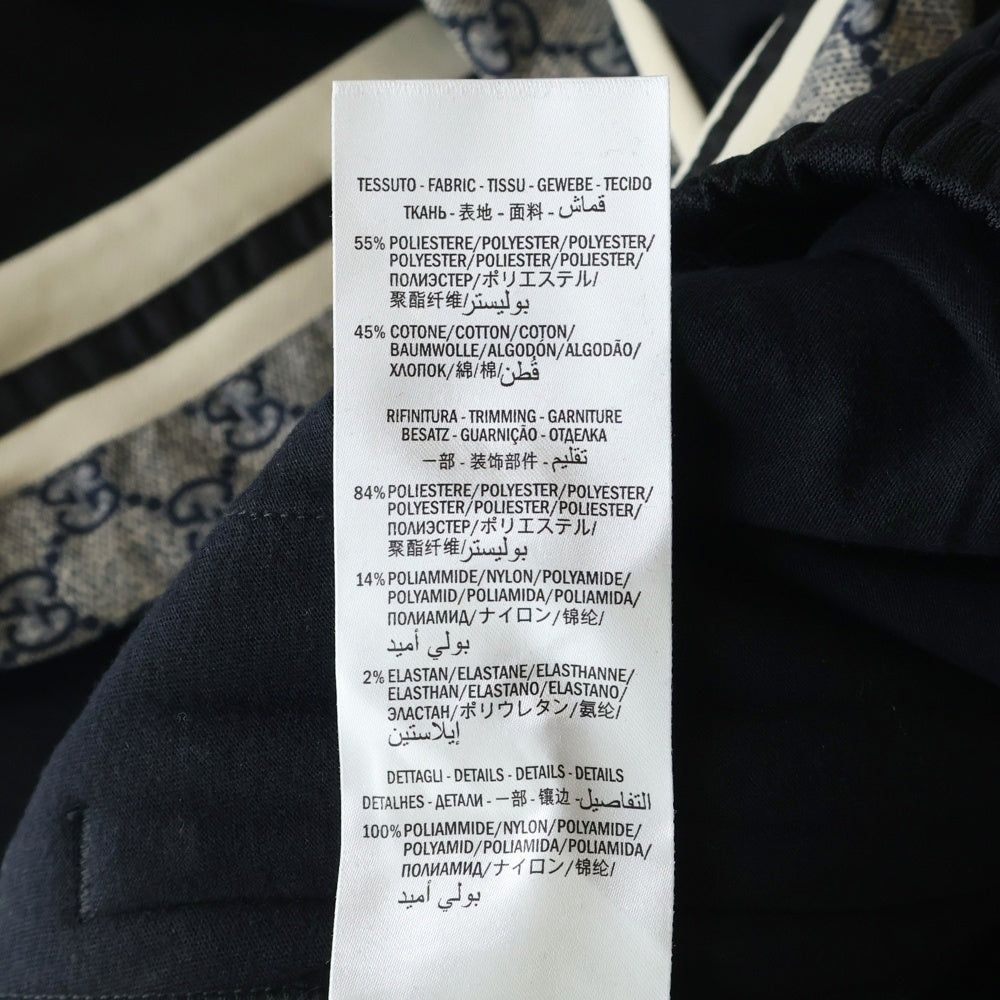 TESSUTO - FABRIC - TISSU - GEWEBE - TECIDO
ТКАНЬ - 表地 - 面料 - قماش
55% POLIESTERE/POLYESTER/POLYESTER/
POLYESTER/POLIESTER/POLIESTER/
ПОЛИЭСТЕР/ポリエステル/
聚酯纤维/بوليستر
45% COTONE/COTTON/COTON/
BAUMWOLLE/ALGODÓN/ALGODÃO/
ХЛОПОК/綿/棉/قُطن
RIFINITURA - TRIMMING - GARNITURE
BESATZ - GUARNIÇÃO - ОТДЕЛКА
一部 - 装饰部件 - تقليم
84% POLIESTERE/POLYESTER/POLYESTER/
POLYESTER/POLIESTER/POLIESTER/
ПОЛИЭСТЕР/ポリエステル/
聚酯纤维/بوليستر
14% POLIAMMIDE/NYLON/POLYAMIDE/
POLYAMID/POLIAMIDA/POLIAMIDA/
ПОЛИАМИД/ナイロン/锦纶/
بولي أميد
2% ELASTAN/ELASTANE/ELASTHANNE/
ELASTHAN/ELASTANO/ELASTANO/
ЭЛАСТАН/ポリウレタン/氨纶/
إيلاستين
DETTAGLI - DETAILS - DETAILS - DETAILS
DETALHES - ДЕТАЛИ - 一部 - 镶边 - التفاصيل
100% POLIAMMIDE/NYLON/POLYAMIDE/
POLYAMID/POLIAMIDA/POLIAMIDA/
ПОЛИАМИД/ナイロン/锦纶/
بولي أميد